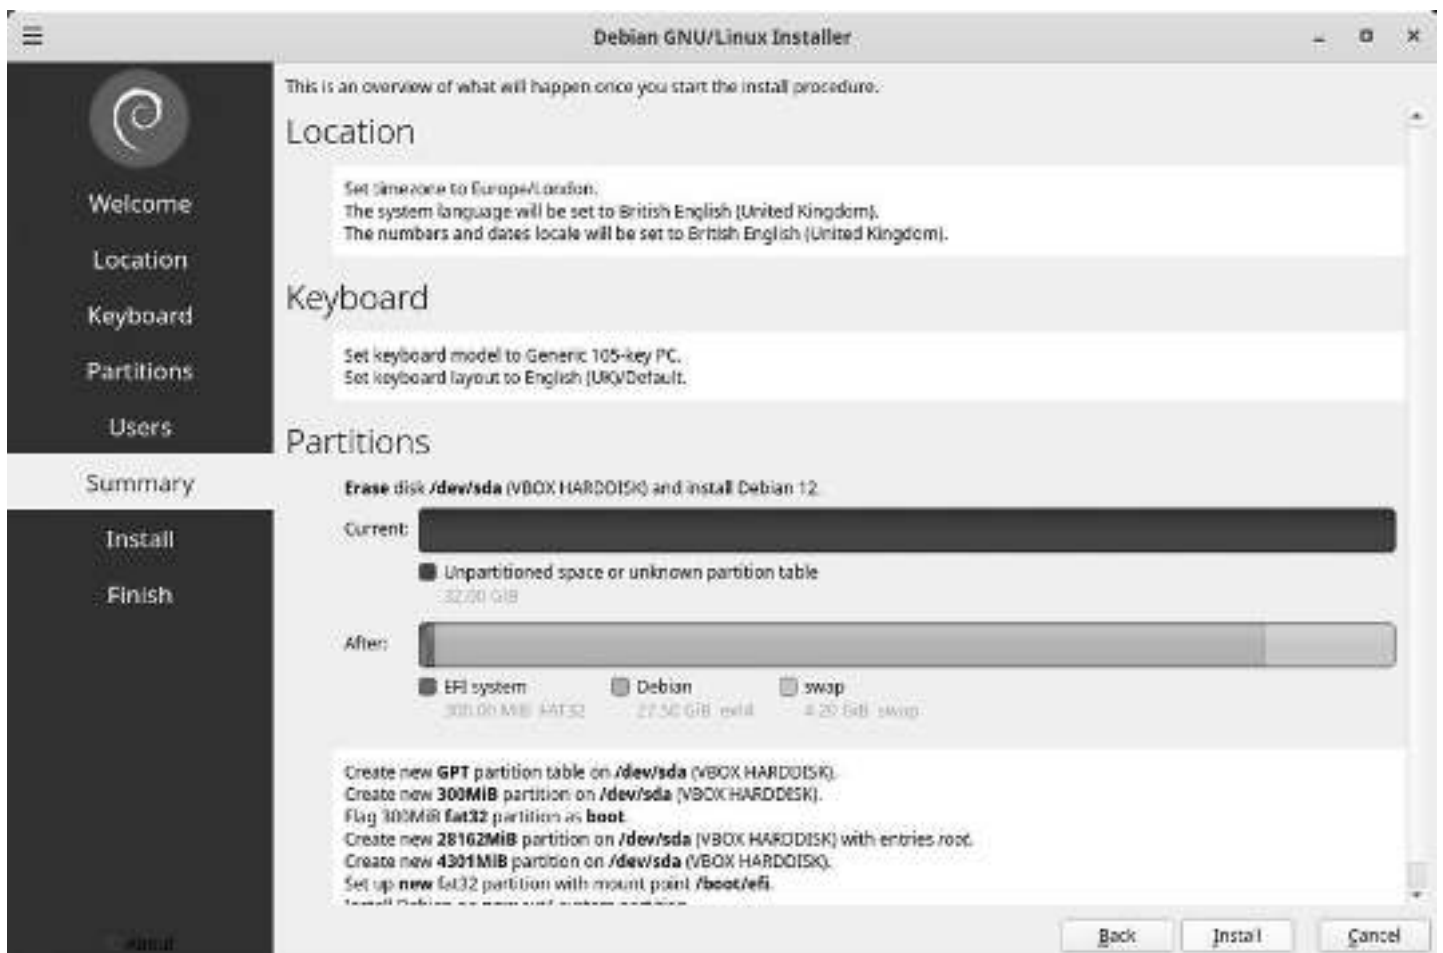 Debian GNU/Linux Installer
This is an overview of what will happen once you start the install procedure.
Location
Set timezone to Europe/London.
The system language will be set to British English (United Kingdom).
The numbers and dates locale will be set to British English (United Kingdom).
Keyboard
Set keyboard model to Generic 105-key PC.
Set keyboard layout to English (UK)/Default.
Partitions
Erase disk /dev/sda (VBOX HARDDISK) and install Debian 12.
Current:
Unpartitioned space or unknown partition table
32.00 GiB
After:
EFI system
300.00 MiB FAT32
Debian
27.50 GiB ext4
swap
4.20 GiB swap
Create new GPT partition table on /dev/sda (VBOX HARDDISK).
Create new 300MiB partition on /dev/sda (VBOX HARDDISK).
Flag 300MiB fat32 partition as boot.
Create new 28162MiB partition on /dev/sda (VBOX HARDDISK) with entries root.
Create new 4301MiB partition on /dev/sda (VBOX HARDDISK).
Set up new fat32 partition with mount point /boot/efi.
Welcome
Location
Keyboard
Partitions
Users
Summary
Install
Finish
About
Back
Install
Cancel